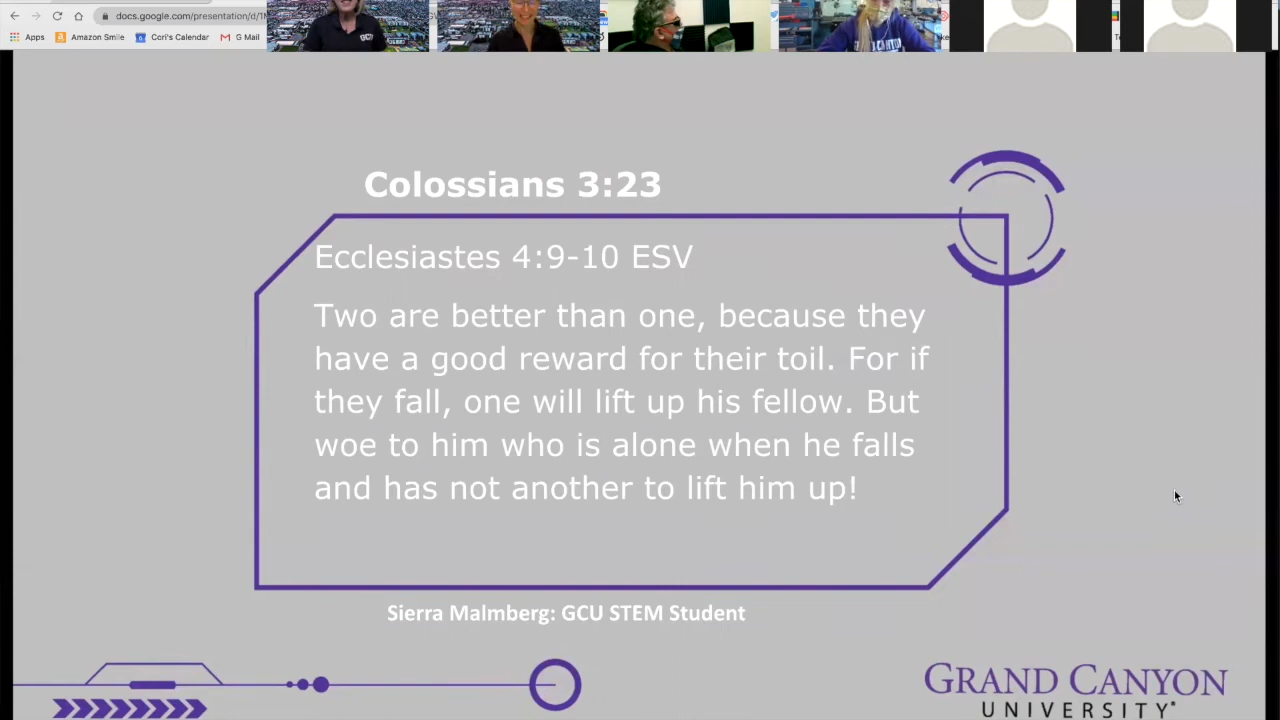 docs.google.com/presentation/d/1
Apps Amazon Smile Cori's Calendar G Mail
Colossians 3:23
Ecclesiastes 4:9-10 ESV
Two are better than one, because they
have a good reward for their toil. For if
they fall, one will lift up his fellow. But
woe to him who is alone when he falls
and has not another to lift him up!
Sierra Malmberg: GCU STEM Student
GRAND CANYON
UNIVERSITY